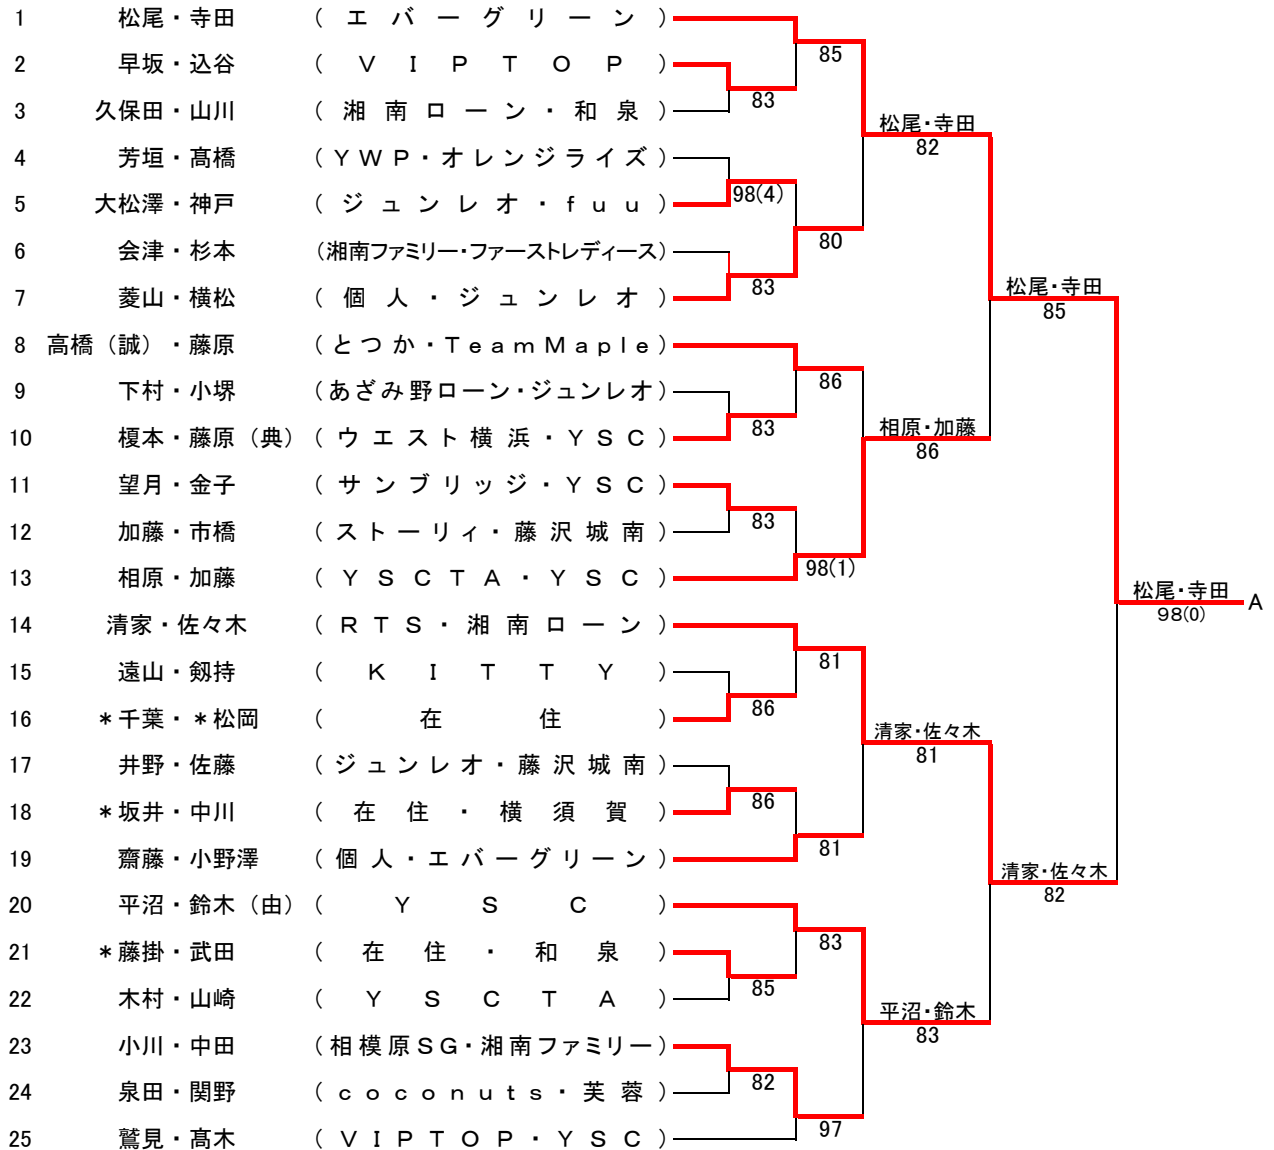 1 松尾・寺田 (エバーグリーン)
2 早坂・込谷 (VIPTOP)
3 久保田・山川 (湘南ローン・和泉)
4 芳垣・髙橋 (YWP・オレンジライズ)
5 大松澤・神戸 (ジュンレオ・fuu)
6 会津・杉本 (湘南ファミリー・ファーストレディース)
7 菱山・横松 (個人・ジュンレオ)
8 高橋(誠)・藤原 (とつか・TeamMaple)
9 下村・小堺 (あざみ野ローン・ジュンレオ)
10 榎本・藤原(典) (ウエスト横浜・YSC)
11 望月・金子 (サンブリッジ・YSC)
12 加藤・市橋 (ストーリィ・藤沢城南)
13 相原・加藤 (YSCTA・YSC)
14 清家・佐々木 (RTS・湘南ローン)
15 遠山・剱持 (KITTY)
16 *千葉・*松岡 (在住)
17 井野・佐藤 (ジュンレオ・藤沢城南)
18 *坂井・中川 (在住・横須賀)
19 齋藤・小野澤 (個人・エバーグリーン)
20 平沼・鈴木(由) (YSC)
21 *藤掛・武田 (在住・和泉)
22 木村・山崎 (YSCTA)
23 小川・中田 (相模原SG・湘南ファミリー)
24 泉田・関野 (coconuts・芙蓉)
25 鷲見・髙木 (VIPTOP・YSC)
83
98(4)
83
83
83
86
86
85
82
85
80
86
98(1)
81
81
83
97
松尾・寺田
82
相原・加藤
86
清家・佐々木
81
平沼・鈴木
83
松尾・寺田
85
清家・佐々木
82
松尾・寺田
98(0)
A